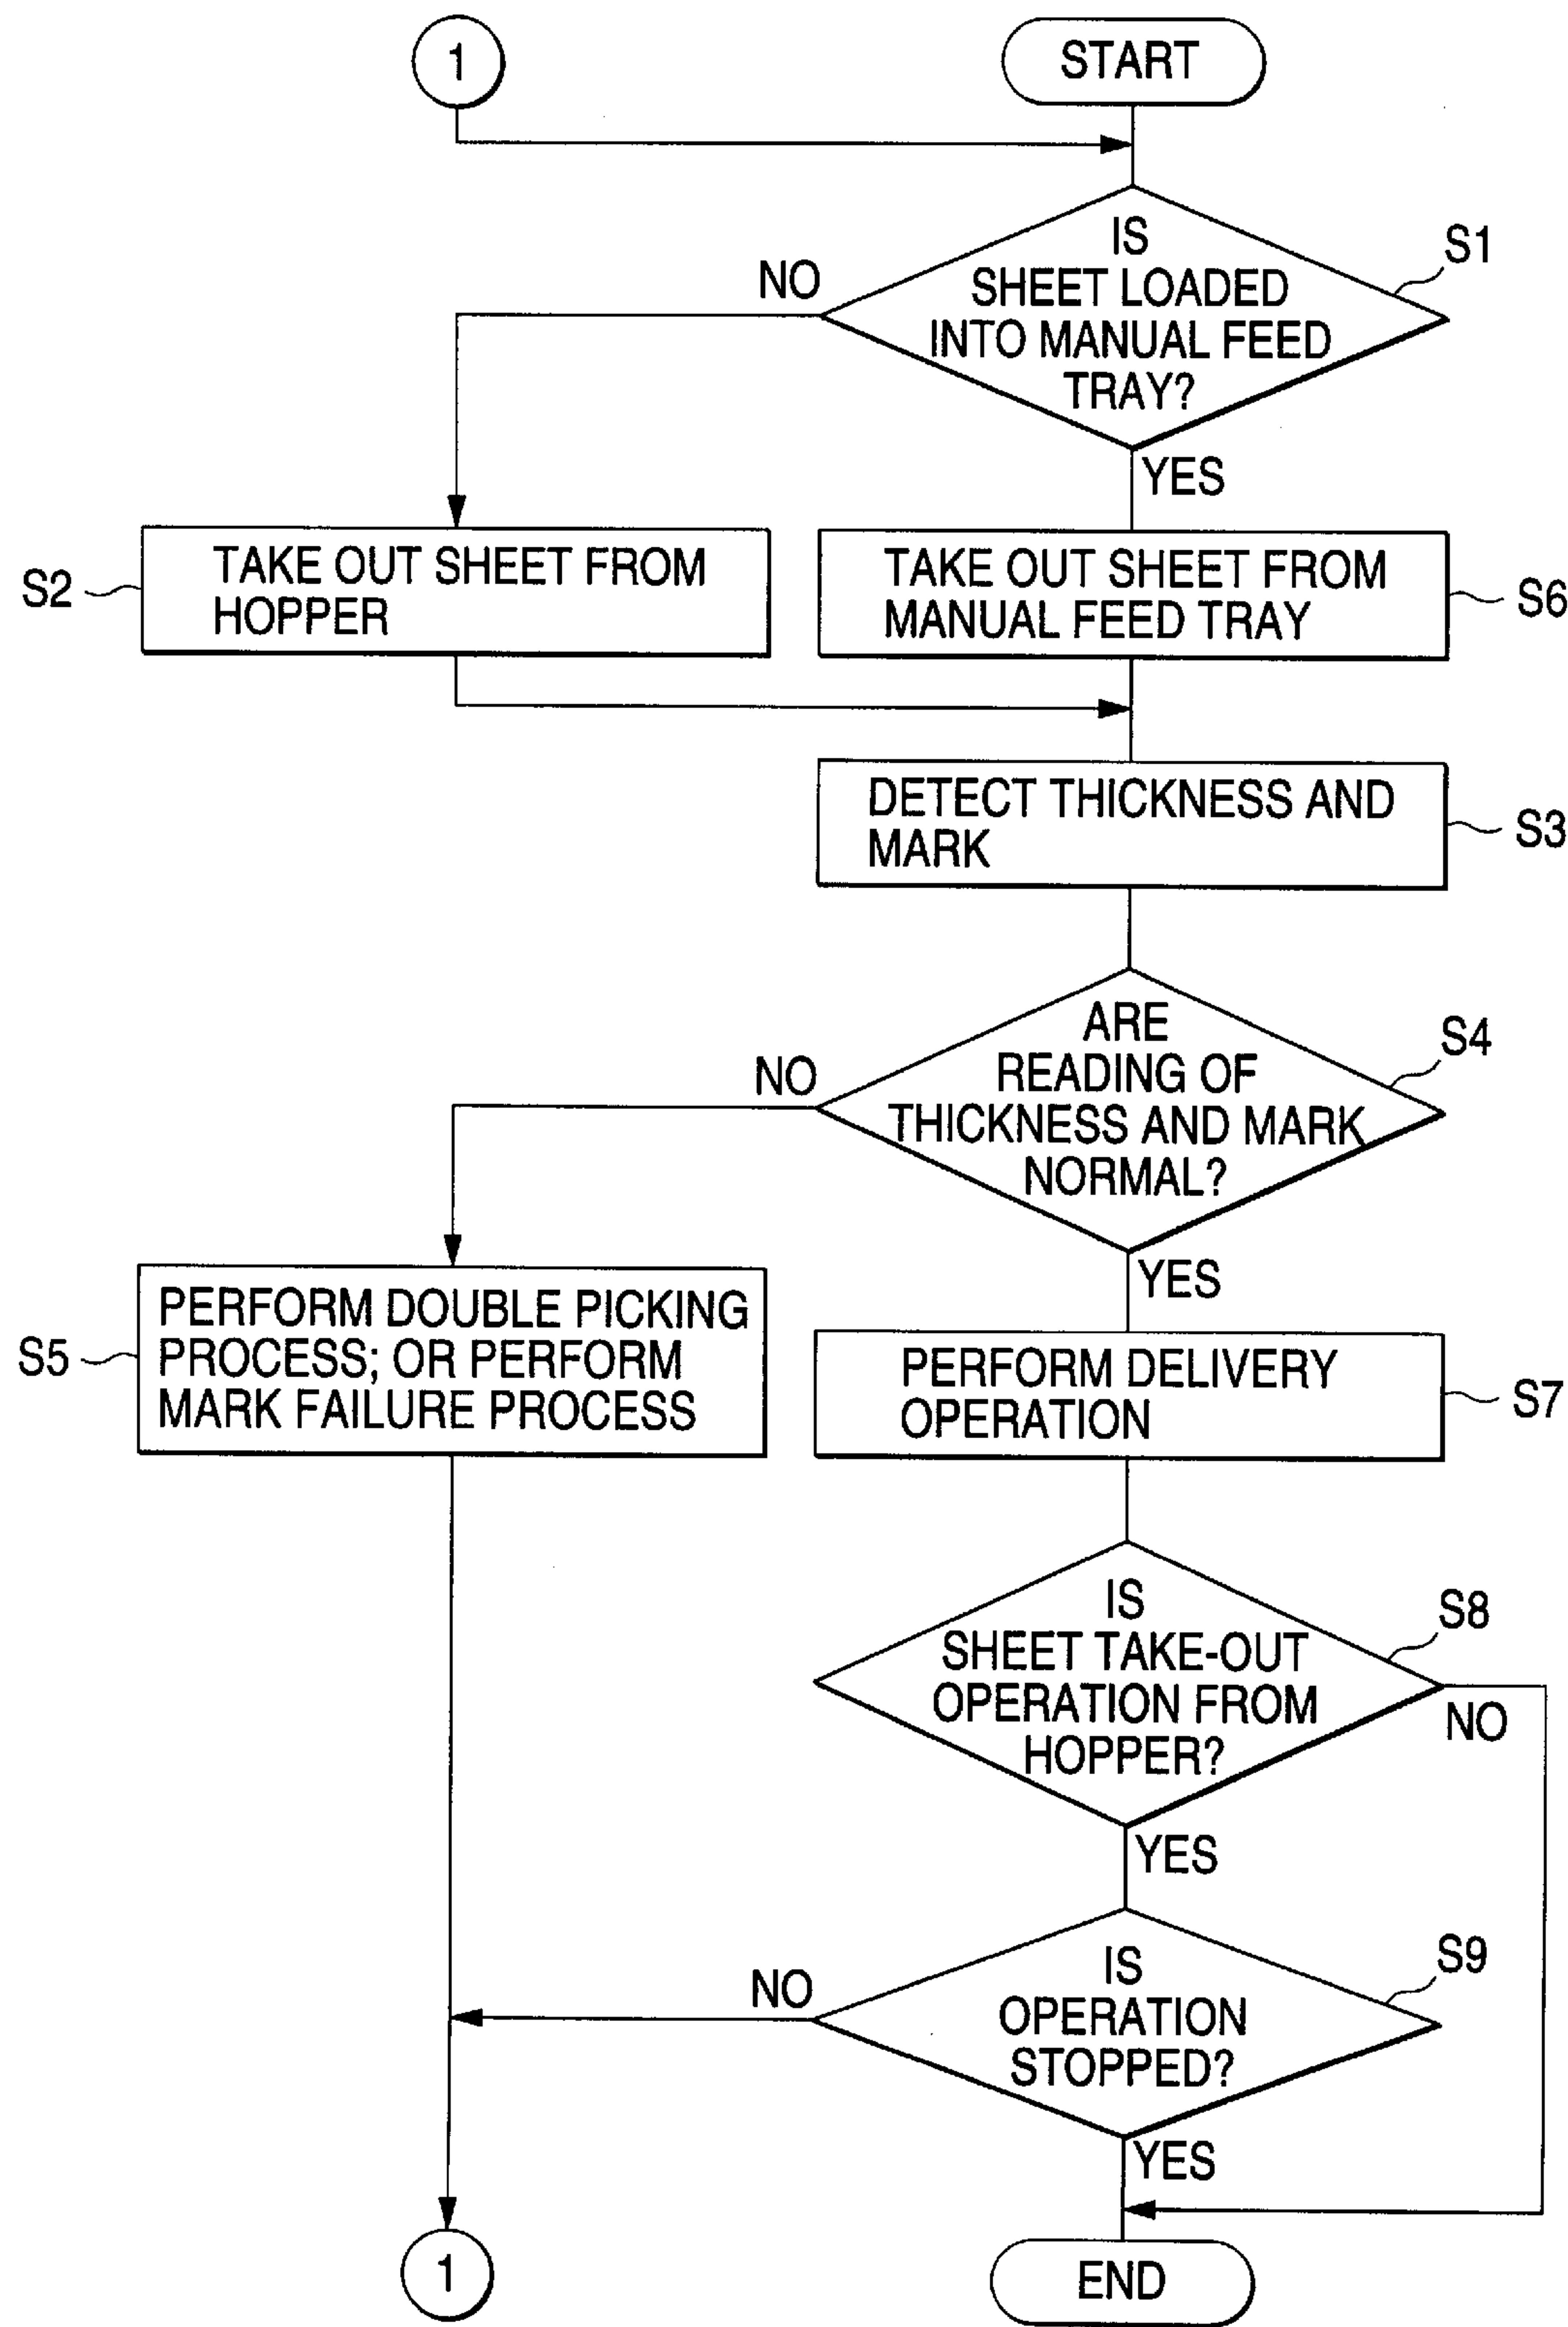 1
START
IS
SHEET LOADED
INTO MANUAL FEED
TRAY?
S1
NO
YES
S2
TAKE OUT SHEET FROM
HOPPER
TAKE OUT SHEET FROM
MANUAL FEED TRAY
S6
DETECT THICKNESS AND
MARK
S3
ARE
READING OF
THICKNESS AND MARK
NORMAL?
S4
NO
YES
S5
PERFORM DOUBLE PICKING
PROCESS; OR PERFORM
MARK FAILURE PROCESS
PERFORM DELIVERY
OPERATION
S7
IS
SHEET TAKE-OUT
OPERATION FROM
HOPPER?
S8
NO
YES
IS
OPERATION
STOPPED?
S9
NO
YES
1
END